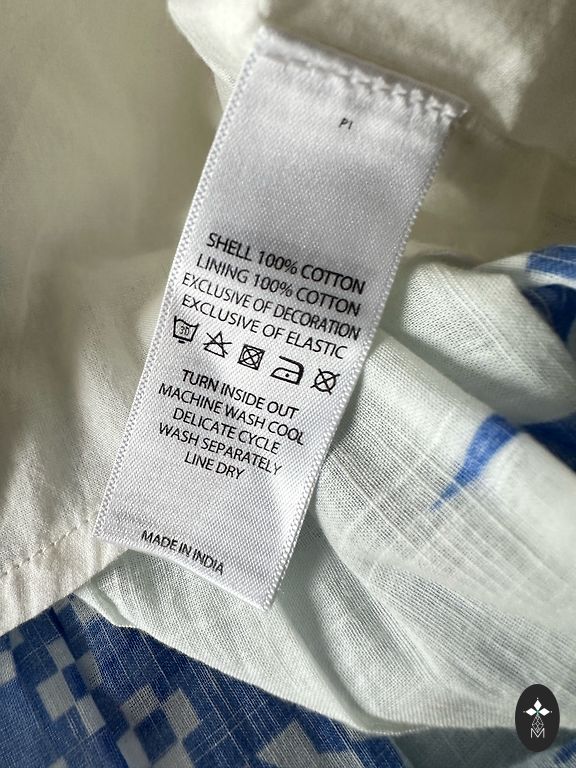 P1
SHELL 100% COTTON
LINING 100% COTTON
EXCLUSIVE OF DECORATION
EXCLUSIVE OF ELASTIC
30
TURN INSIDE OUT
MACHINE WASH COOL
DELICATE CYCLE
WASH SEPARATELY
LINE DRY
MADE IN INDIA
M